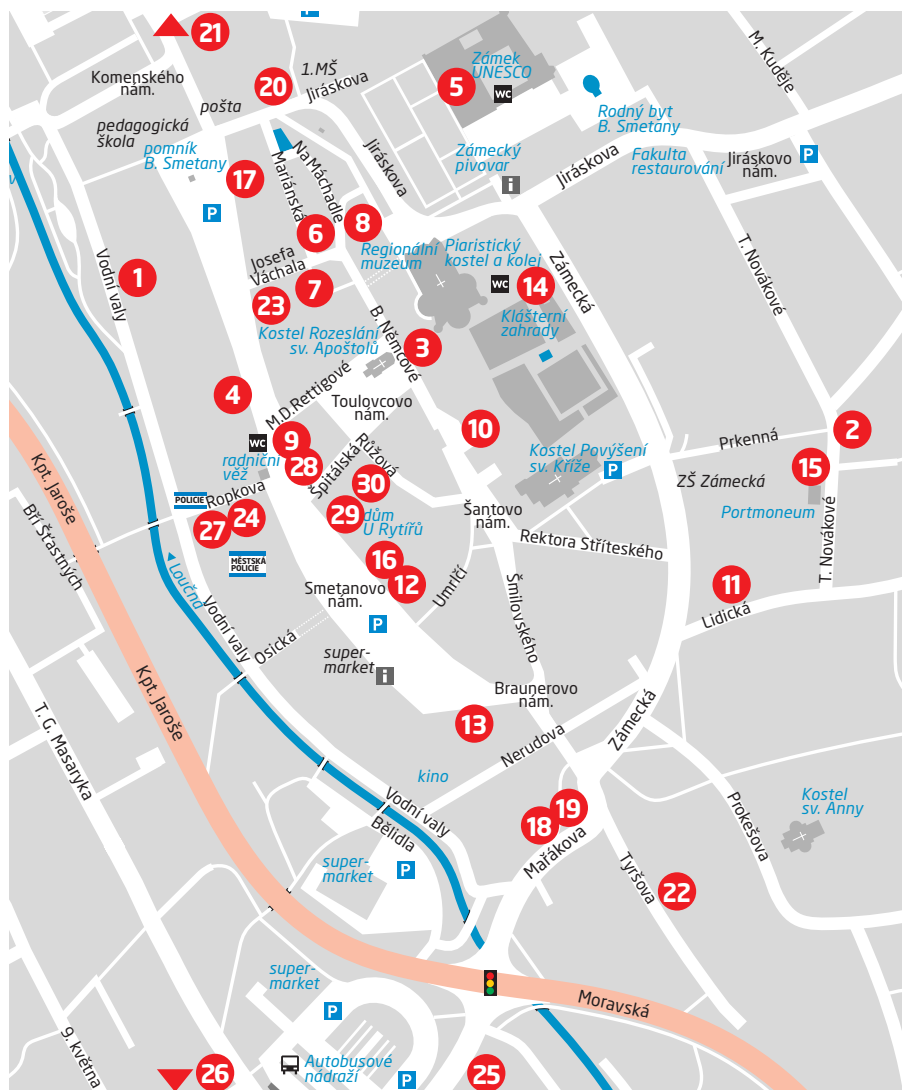 21
P
Komenského
nám.
20
1.MŠ
Jiráskova
pošta
pedagogická
škola
pomník
B. Smetany
17
P
5
Zámek
UNESCO
WC
Rodný byt
B. Smetany
M. Kuděje
Zámecký
pivovar
i
Jiráskova
Fakulta
restaurování
Jiráskovo
nám.
P
Na Máchadle
Mariánská
Jiráskova
6
8
Josefa
Váchala
7
23
Regionální
muzeum
Piaristický
kostel a kolej
WC
14
Klášterní
zahrady
Zámecká
T. Novákové
Vodní valy
1
Kostel Rozeslání
sv. Apoštolů
B. Němcové
3
4
M.D.Rettigové
Toulovcovo
nám.
WC
9
radniční
věž
28
Špitálská
Růžová
30
29
dům
U Rytířů
10
Kostel Povýšení
sv. Kříže
P
Prkenná
2
15
ZŠ Zámecká
Portmoneum
T. Novákové
POLICIE
Ropkova
27
24
MĚSTSKÁ
POLICIE
Šantovo
nám.
Rektora Stříteského
Kpt. Jaroše
Bří Šťastných
Loučná
16
12
Smetanovo
nám.
P
Umrlčí
Šmilovského
11
Lidická
Vodní valy
Osická
super-
market
i
Braunerovo
nám.
13
Nerudova
Zámecká
Kpt. Jaroše
T. G. Masaryka
kino
Vodní valy
Bělidla
18
19
Mařákova
Prokešova
Kostel
sv. Anny
super-
market
P
Tyršova
22
super-
market
P
Moravská
9. května
26
Autobusové
nádraží
P
25